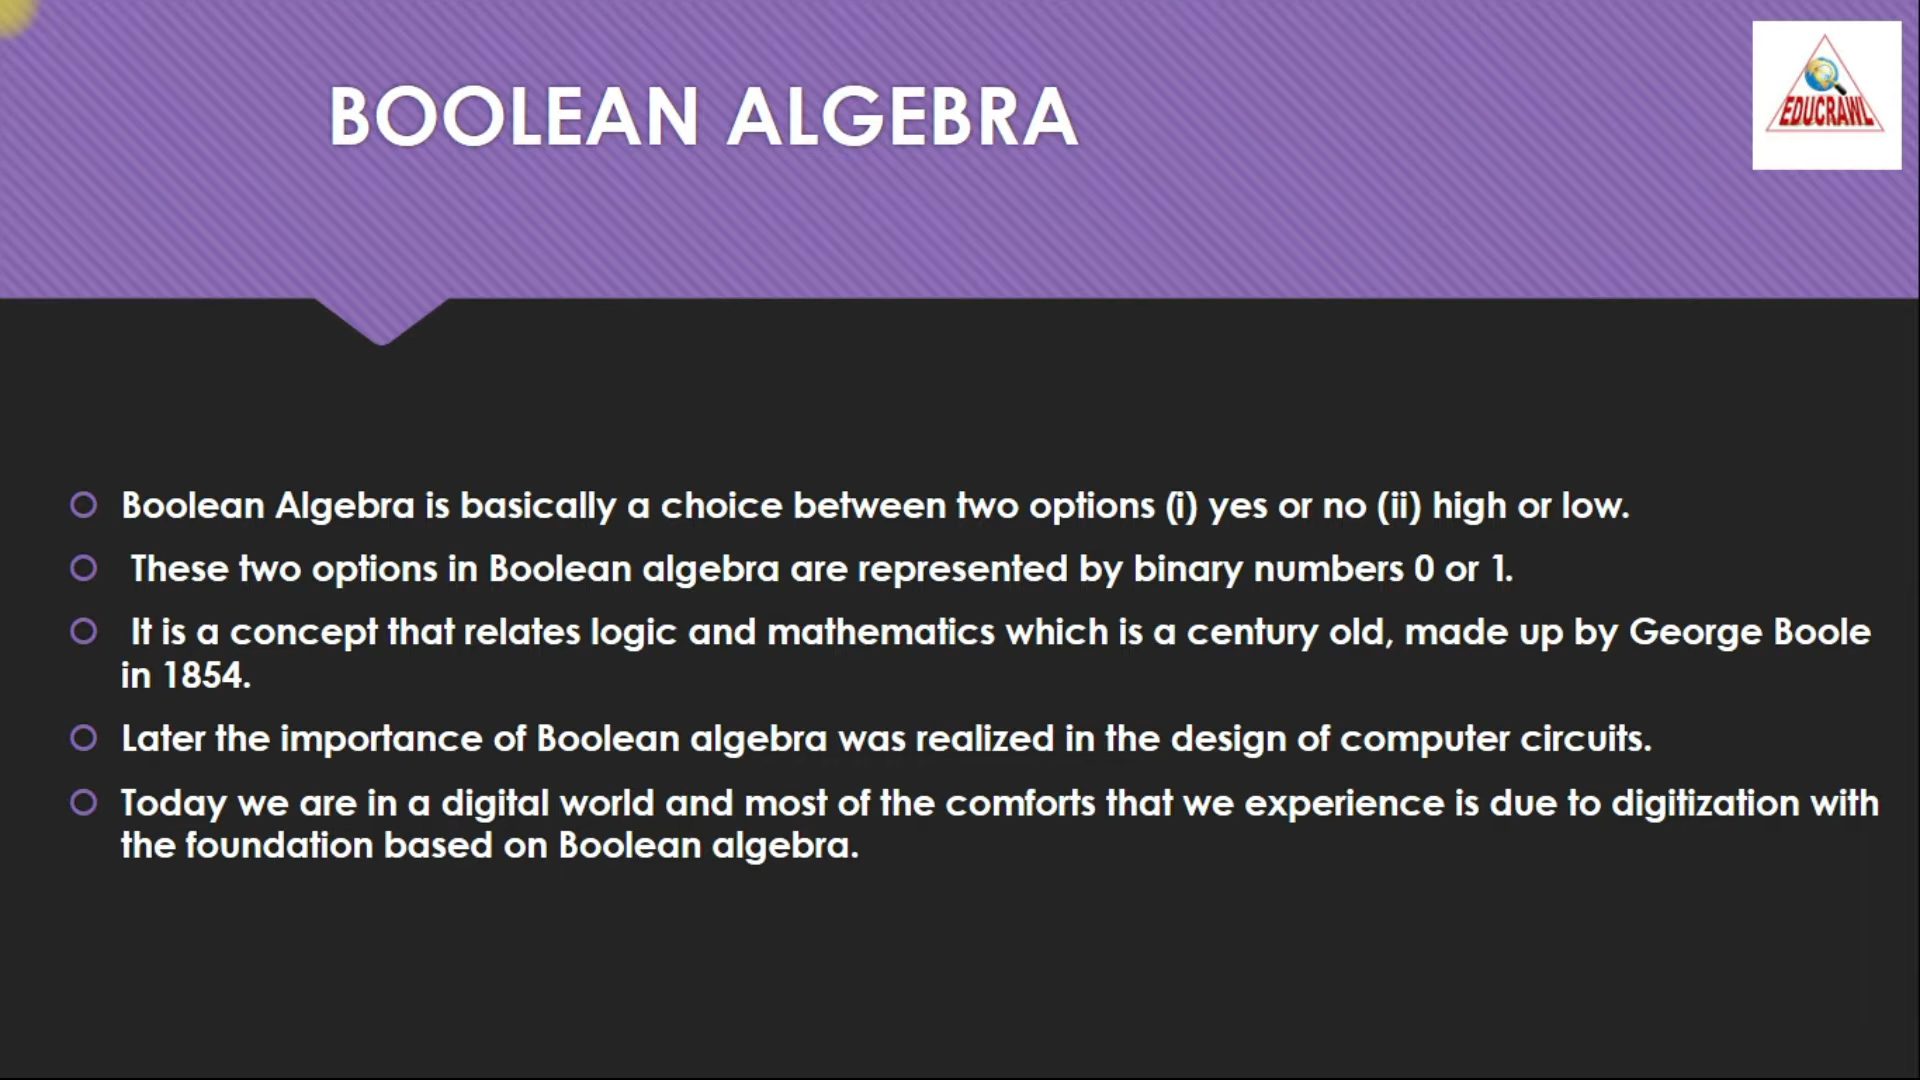 BOOLEAN ALGEBRA
EDUCRAWL
Boolean Algebra is basically a choice between two options (i) yes or no (ii) high or low.
These two options in Boolean algebra are represented by binary numbers 0 or 1.
It is a concept that relates logic and mathematics which is a century old, made up by George Boole
in 1854.
Later the importance of Boolean algebra was realized in the design of computer circuits.
Today we are in a digital world and most of the comforts that we experience is due to digitization with
the foundation based on Boolean algebra.